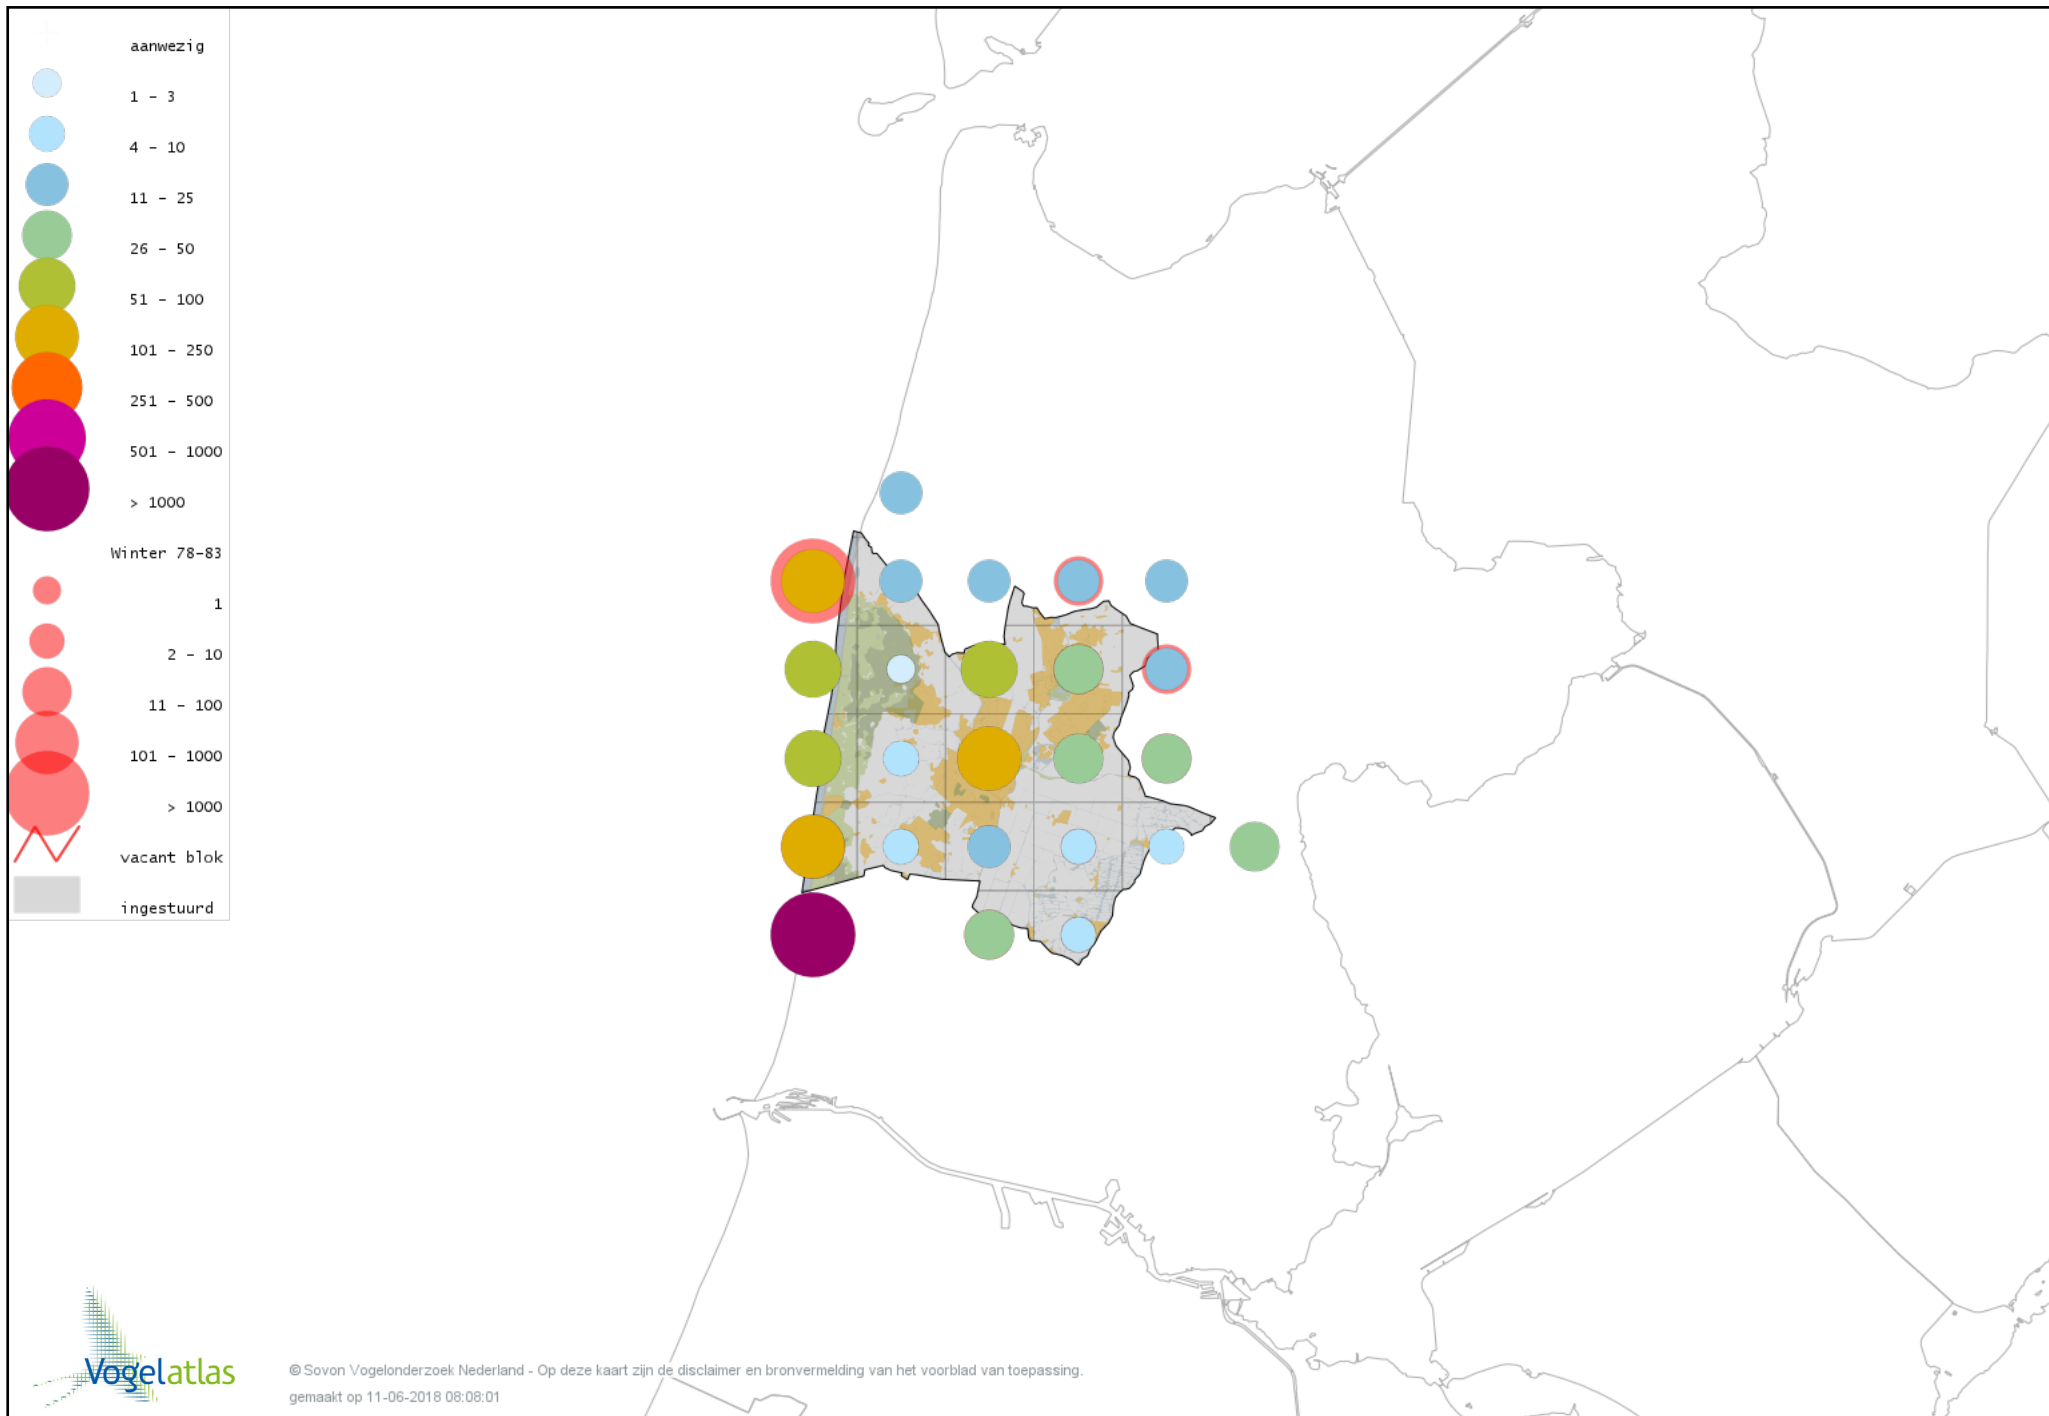 aanwezig
1 - 3
4 - 10
11 - 25
26 - 50
51 - 100
101 - 250
251 - 500
501 - 1000
> 1000
Winter 78-83
1
2 - 10
11 - 100
101 - 1000
> 1000
vacant blok
ingestuurd
Vogelatlas
© Sovon Vogelonderzoek Nederland - Op deze kaart zijn de disclaimer en bronvermelding van het voorblad van toepassing.
gemaakt op 11-06-2018 08:08:01